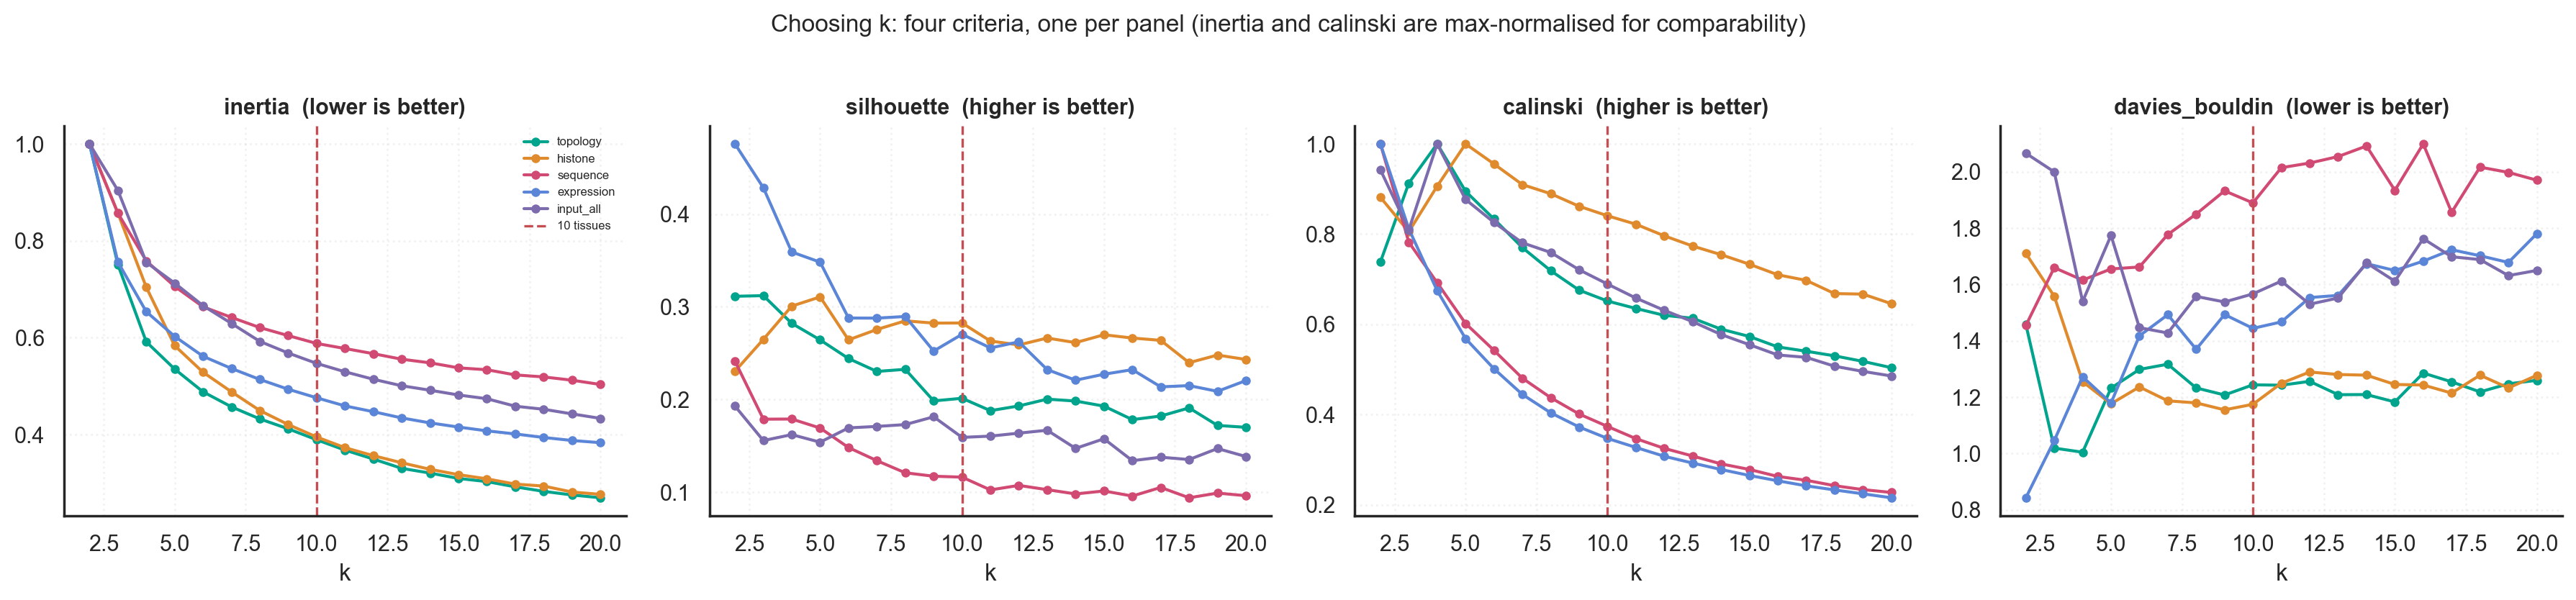 Choosing k: four criteria, one per panel (inertia and calinski are max-normalised for comparability)
inertia  (lower is better)
1.0
0.8
0.6
0.4
topology
histone
sequence
expression
input_all
10 tissues
2.5 5.0 7.5 10.0 12.5 15.0 17.5 20.0
k
silhouette  (higher is better)
0.4
0.3
0.2
0.1
2.5 5.0 7.5 10.0 12.5 15.0 17.5 20.0
k
calinski  (higher is better)
1.0
0.8
0.6
0.4
0.2
2.5 5.0 7.5 10.0 12.5 15.0 17.5 20.0
k
davies_bouldin  (lower is better)
2.0
1.8
1.6
1.4
1.2
1.0
0.8
2.5 5.0 7.5 10.0 12.5 15.0 17.5 20.0
k